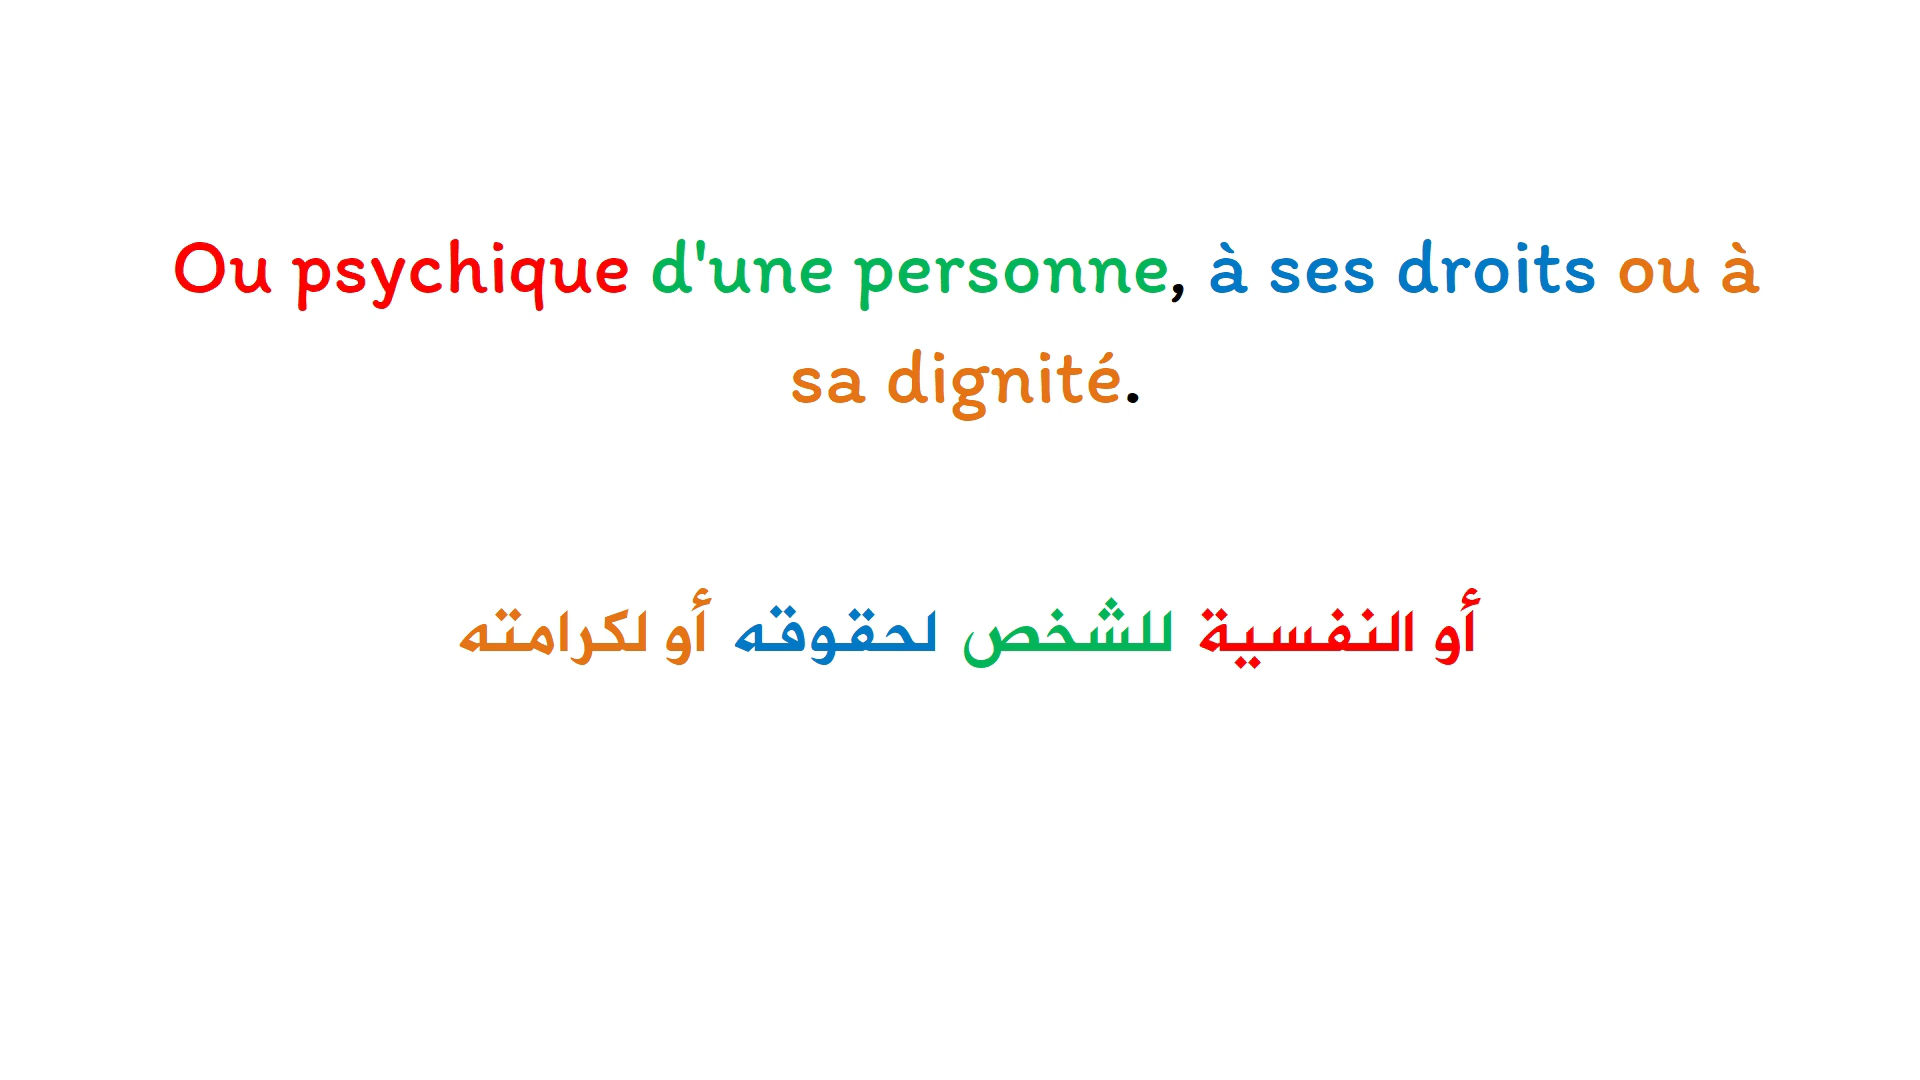 Ou psychique d'une personne, à ses droits ou à
sa dignité.
أو النفسية للشخص لحقوقه أو لكرامته